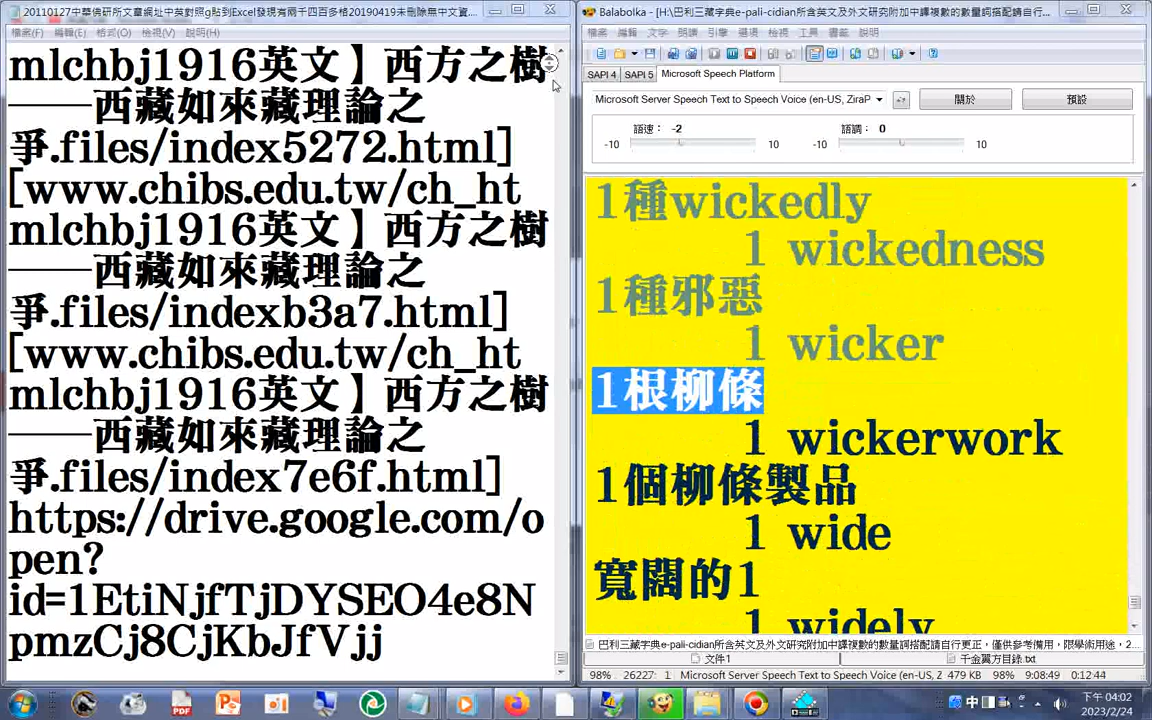 20110127中華佛研所文章網址中英對照g貼到Excel發現有兩千四百多格20190419未刪除無中文資...
檔案(F) 編輯(E) 格式(O) 檢視(V) 說明(H)
mlchbj1916英文】西方之樹
——西藏如來藏理論之
爭.files/index5272.html]
[www.chibs.edu.tw/ch_ht
mlchbj1916英文】西方之樹
——西藏如來藏理論之
爭.files/indexb3a7.html]
[www.chibs.edu.tw/ch_ht
mlchbj1916英文】西方之樹
——西藏如來藏理論之
爭.files/index7e6f.html]
https://drive.google.com/o
pen?
id=1EtiNjfTjDYSEO4e8N
pmzCj8CjKbJfVjj
Balabolka - [H:\巴利三藏字典e-pali-cidian所含英文及外文研究附加中譯複數的數量詞搭配請自行...
檔案 編輯 文字 朗讀 引擎 選項 檢視 工具 書籤 說明
SAPI 4 SAPI 5 Microsoft Speech Platform
Microsoft Server Speech Text to Speech Voice (en-US, ZiraP
關於 預設
語速： -2 語調： 0
-10 10 -10 10
1種wickedly
1 wickedness
1種邪惡
1 wicker
1根柳條
1 wickerwork
1個柳條製品
1 wide
寬闊的1
1 widely
巴利三藏字典e-pali-cidian所含英文及外文研究附加中譯複數的數量詞搭配請自行更正，僅供參考備用，限學術用途，2...
文件1 千金翼方目錄.txt
98% 26227: 1 Microsoft Server Speech Text to Speech Voice (en-US, Z 479 KB 98% 9:08:49 0:12:44
下午 04:02
2023/2/24